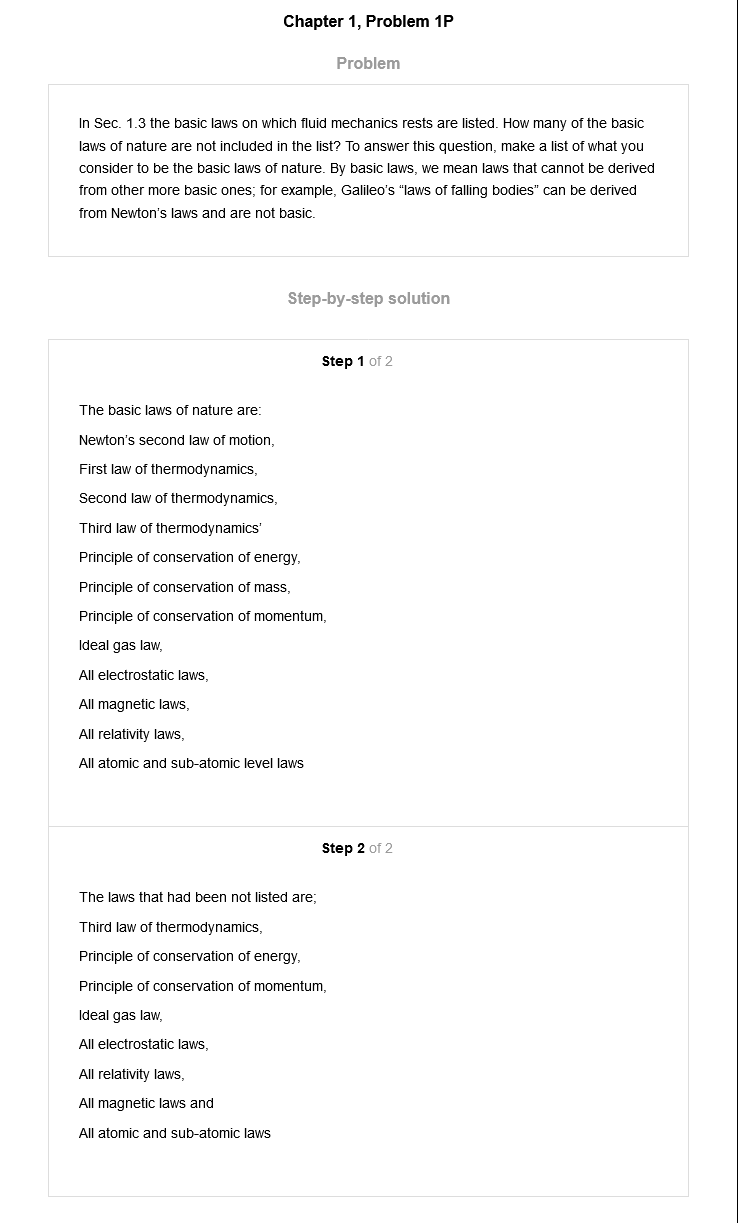 Chapter 1, Problem 1P
Problem
In Sec. 1.3 the basic laws on which fluid mechanics rests are listed. How many of the basic
laws of nature are not included in the list? To answer this question, make a list of what you
consider to be the basic laws of nature. By basic laws, we mean laws that cannot be derived
from other more basic ones; for example, Galileo's “laws of falling bodies” can be derived
from Newton's laws and are not basic.
Step-by-step solution
Step 1 of 2
The basic laws of nature are:
Newton's second law of motion,
First law of thermodynamics,
Second law of thermodynamics,
Third law of thermodynamics'
Principle of conservation of energy,
Principle of conservation of mass,
Principle of conservation of momentum,
Ideal gas law,
All electrostatic laws,
All magnetic laws,
All relativity laws,
All atomic and sub-atomic level laws
Step 2 of 2
The laws that had been not listed are;
Third law of thermodynamics,
Principle of conservation of energy,
Principle of conservation of momentum,
Ideal gas law,
All electrostatic laws,
All relativity laws,
All magnetic laws and
All atomic and sub-atomic laws